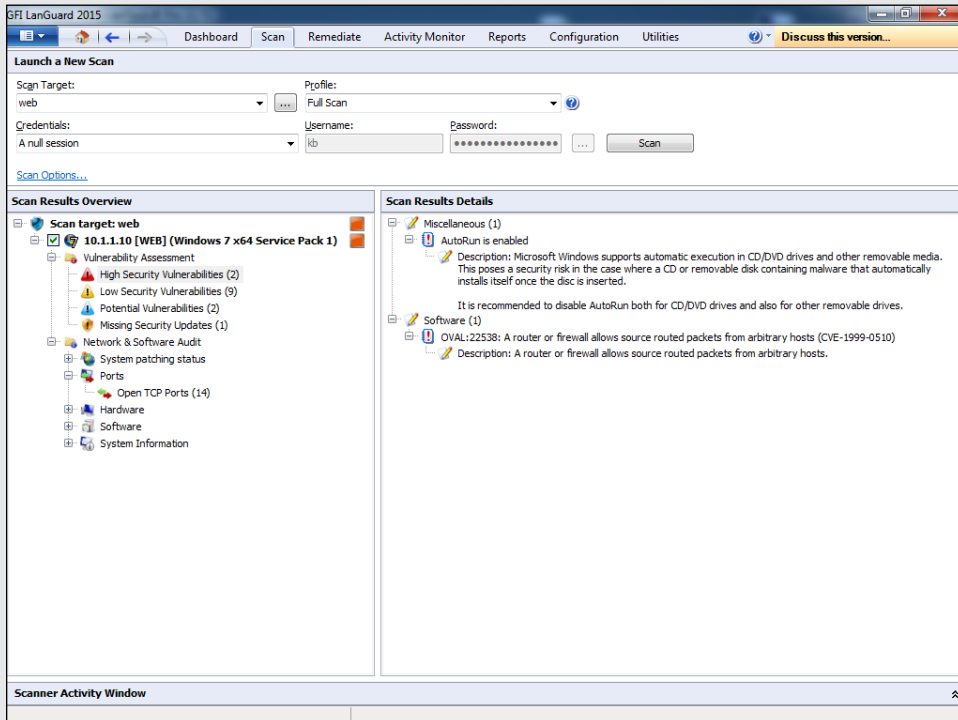 GFI LanGuard 2015
Dashboard Scan Remediate Activity Monitor Reports Configuration Utilities Discuss this version...
Launch a New Scan
Scan Target: Profile:
web ... Full Scan
Credentials: Username: Password:
A null session kb •••••••••••••••• ... Scan
Scan Options...
Scan Results Overview
Scan target: web
10.1.1.10 [WEB] (Windows 7 x64 Service Pack 1)
Vulnerability Assessment
High Security Vulnerabilities (2)
Low Security Vulnerabilities (9)
Potential Vulnerabilities (2)
Missing Security Updates (1)
Network & Software Audit
System patching status
Ports
Open TCP Ports (14)
Hardware
Software
System Information
Scan Results Details
Miscellaneous (1)
AutoRun is enabled
Description: Microsoft Windows supports automatic execution in CD/DVD drives and other removable media.
This poses a security risk in the case where a CD or removable disk containing malware that automatically
installs itself once the disc is inserted.
It is recommended to disable AutoRun both for CD/DVD drives and also for other removable drives.
Software (1)
OVAL:22538: A router or firewall allows source routed packets from arbitrary hosts (CVE-1999-0510)
Description: A router or firewall allows source routed packets from arbitrary hosts.
Scanner Activity Window